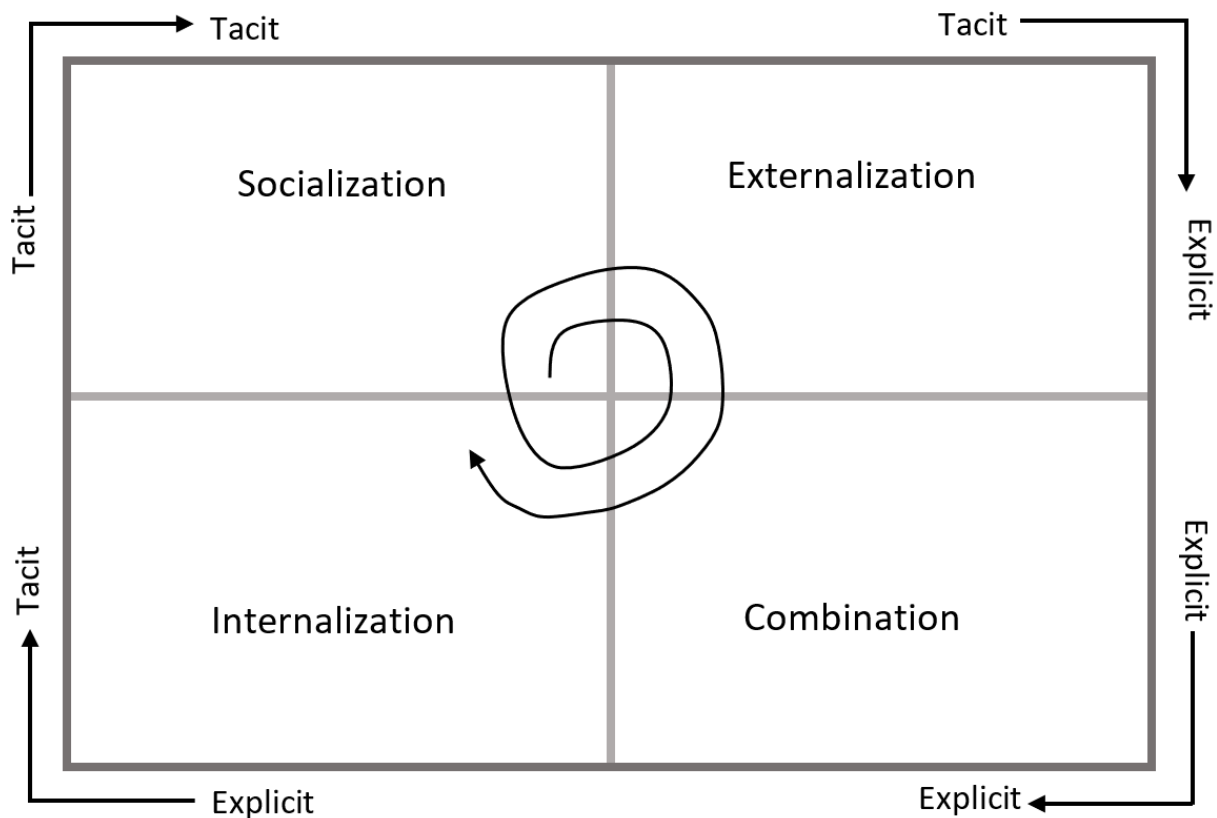 Tacit
Tacit
Tacit
Explicit
Socialization
Externalization
Tacit
Explicit
Internalization
Combination
Explicit
Explicit